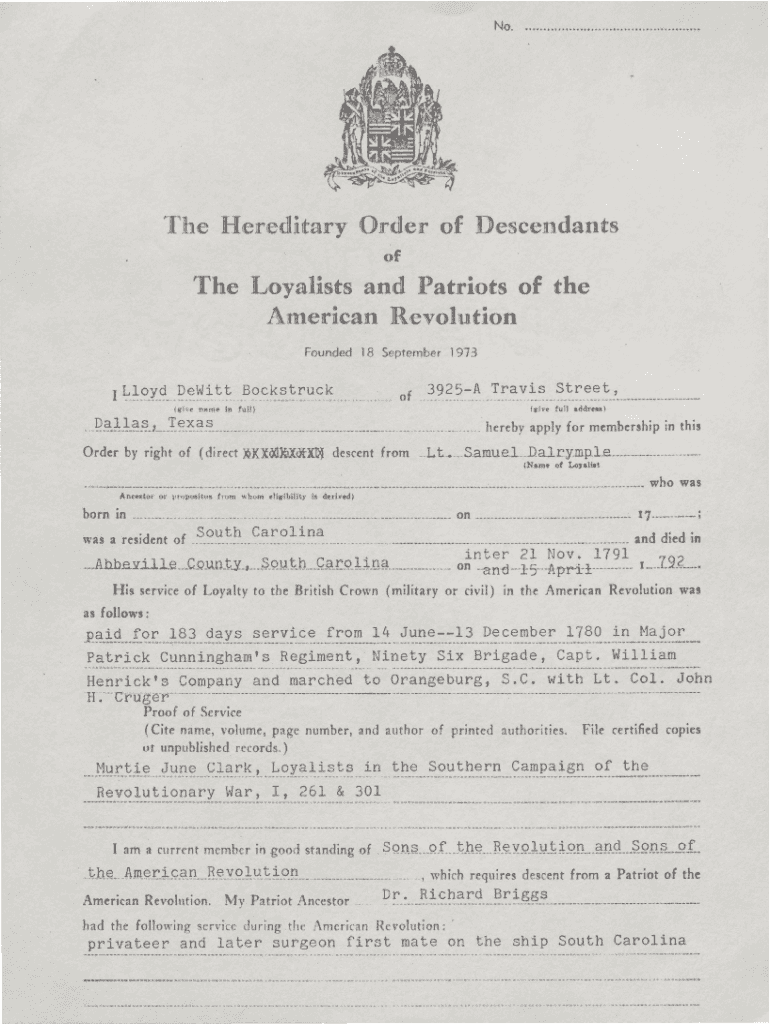 No.
The Hereditary Order of Descendants
of
The Loyalists and Patriots of the
American Revolution
Founded 18 September 1973
I Lloyd DeWitt Bockstruck of 3925-A Travis Street,
(give name in full) (give full address)
Dallas, Texas hereby apply for membership in this
Order by right of (direct descent from Lt. Samuel Dalrymple
(Name of Loyalist
who was
Ancestor or propositus from whom eligibility is derived)
born in on 17 ;
was a resident of South Carolina and died in
inter 21 Nov. 1791
Abbeville County, South Carolina on and 15 April 1 792 .
His service of Loyalty to the British Crown (military or civil) in the American Revolution was
as follows:
paid for 183 days service from 14 June--13 December 1780 in Major
Patrick Cunningham's Regiment, Ninety Six Brigade, Capt. William
Henrick's Company and marched to Orangeburg, S.C. with Lt. Col. John
H. Cruger
Proof of Service
(Cite name, volume, page number, and author of printed authorities. File certified copies
of unpublished records.)
Murtie June Clark, Loyalists in the Southern Campaign of the
Revolutionary War, I, 261 & 301
I am a current member in good standing of Sons of the Revolution and Sons of
the American Revolution , which requires descent from a Patriot of the
American Revolution. My Patriot Ancestor Dr. Richard Briggs
had the following service during the American Revolution:
privateer and later surgeon first mate on the ship South Carolina